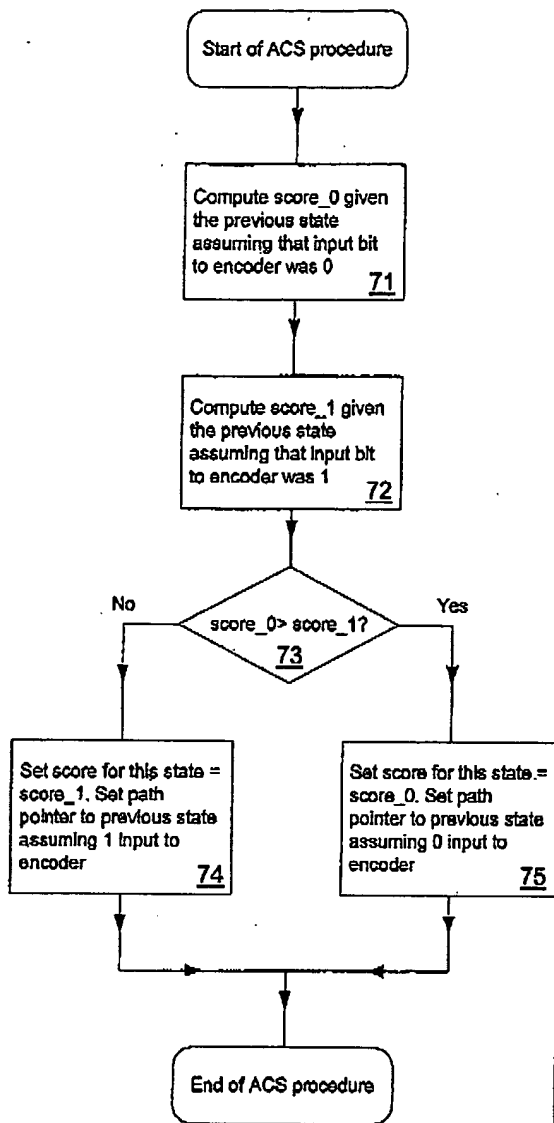 Start of ACS procedure
Compute score_0 given
the previous state
assuming that input bit
to encoder was 0
71
Compute score_1 given
the previous state
assuming that input bit
to encoder was 1
72
No
Yes
score_0> score_1?
73
Set score for this state =
score_1. Set path
pointer to previous state
assuming 1 input to
encoder
74
Set score for this state =
score_0. Set path
pointer to previous state
assuming 0 input to
encoder
75
End of ACS procedure